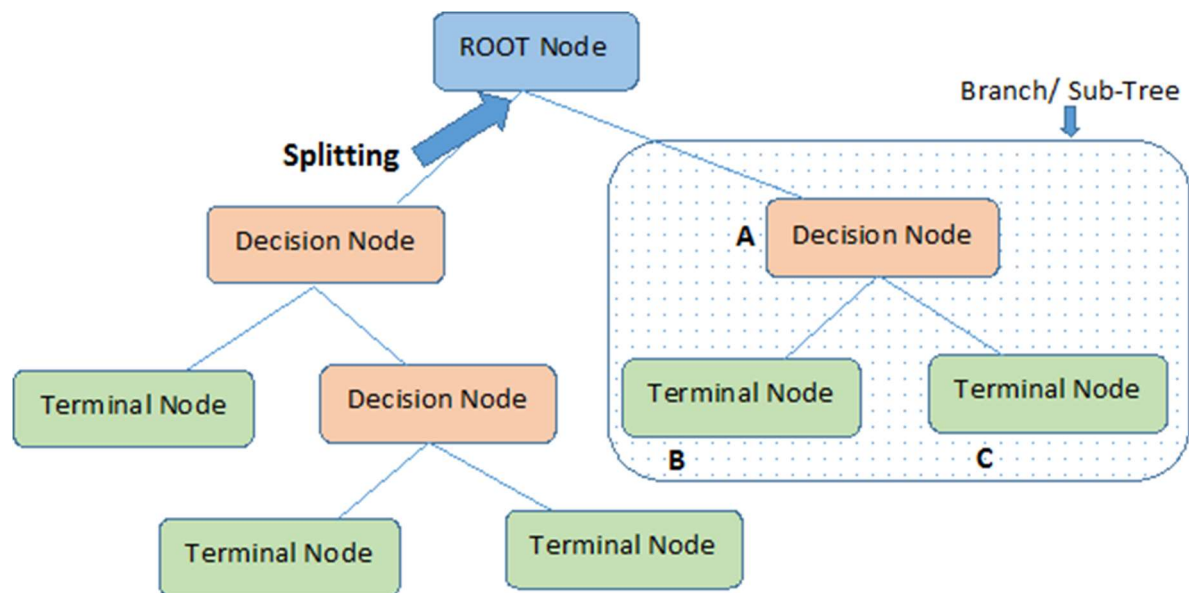 ROOT Node
Branch/ Sub-Tree
Splitting
Decision Node
A
Decision Node
Terminal Node
Decision Node
Terminal Node
Terminal Node
B
C
Terminal Node
Terminal Node